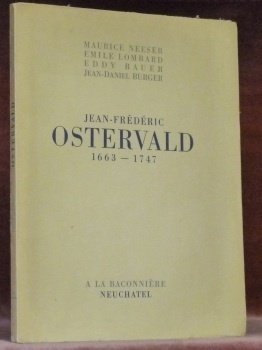 MAURICE NEESER
EMILE LOMBARD
EDDY BAUER
JEAN-DANIEL BURGER
JEAN-FRÉDÉRIC
OSTERVALD
1663 — 1747
A LA BACONNIÈRE
NEUCHATEL